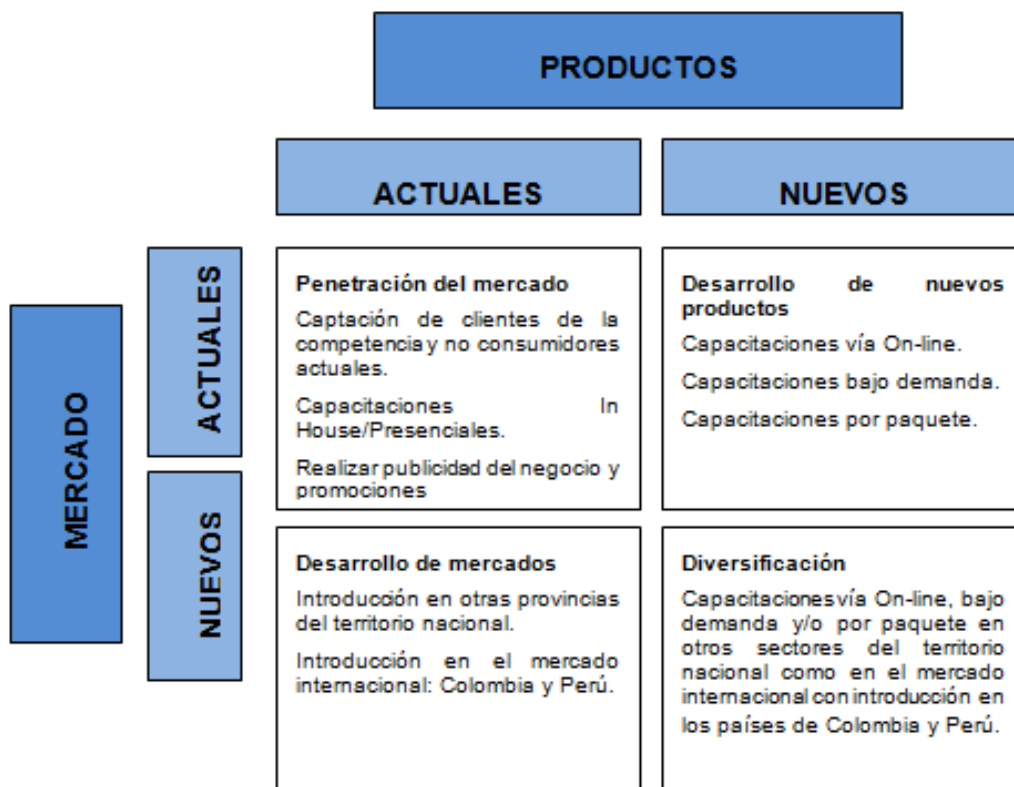 PRODUCTOS
ACTUALES
NUEVOS
MERCADO
ACTUALES
Penetración del mercado
Captación de clientes de la
competencia y no consumidores
actuales.
Capacitaciones In
House/Presenciales.
Realizar publicidad del negocio y
promociones
Desarrollo de nuevos
productos
Capacitaciones vía On-line.
Capacitaciones bajo demanda.
Capacitaciones por paquete.
NUEVOS
Desarrollo de mercados
Introducción en otras provincias
del territorio nacional.
Introducción en el mercado
internacional: Colombia y Perú.
Diversificación
Capacitaciones vía On-line, bajo
demanda y/o por paquete en
otros sectores del territorio
nacional como en el mercado
internacional con introducción en
los países de Colombia y Perú.